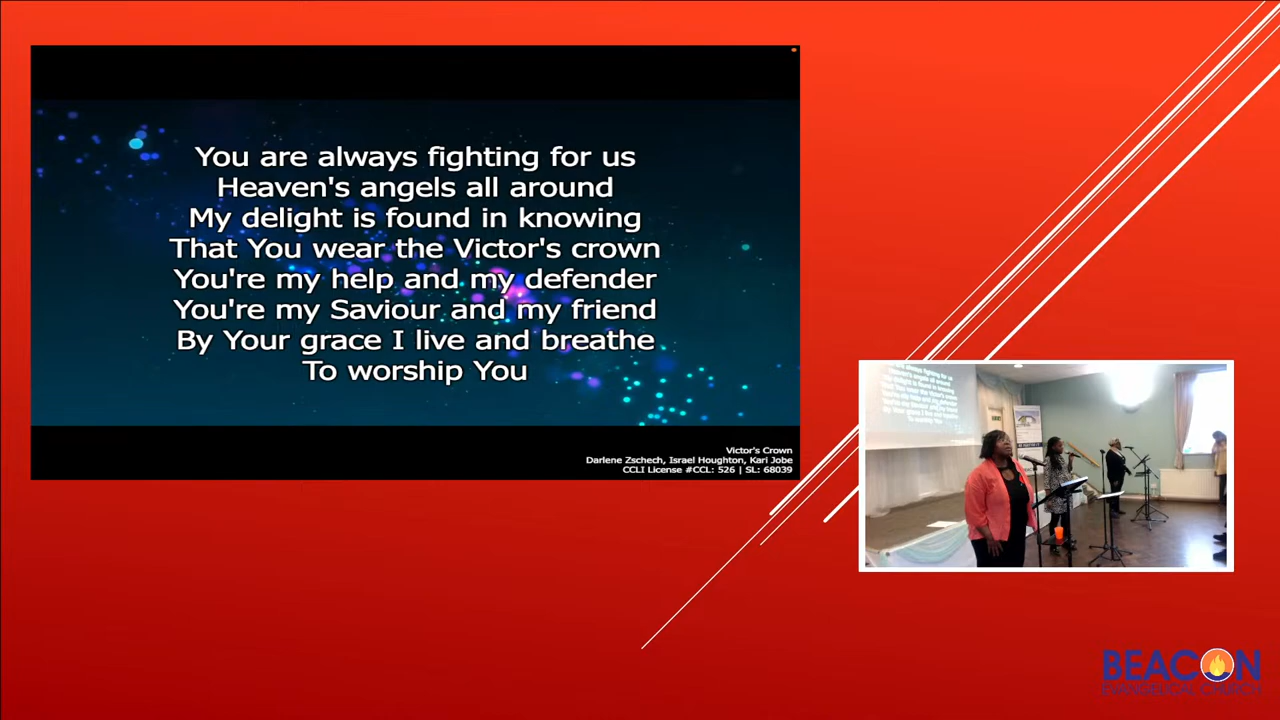 You are always fighting for us
Heaven's angels all around
My delight is found in knowing
That You wear the Victor's crown
You're my help and my defender
You're my Saviour and my friend
By Your grace I live and breathe
To worship You
Victor's Crown
Darlene Zschech, Israel Houghton, Kari Jobe
CCLI License #CCL: 526 | SL: 68039
BEACON
EVANGELICAL CHURCH